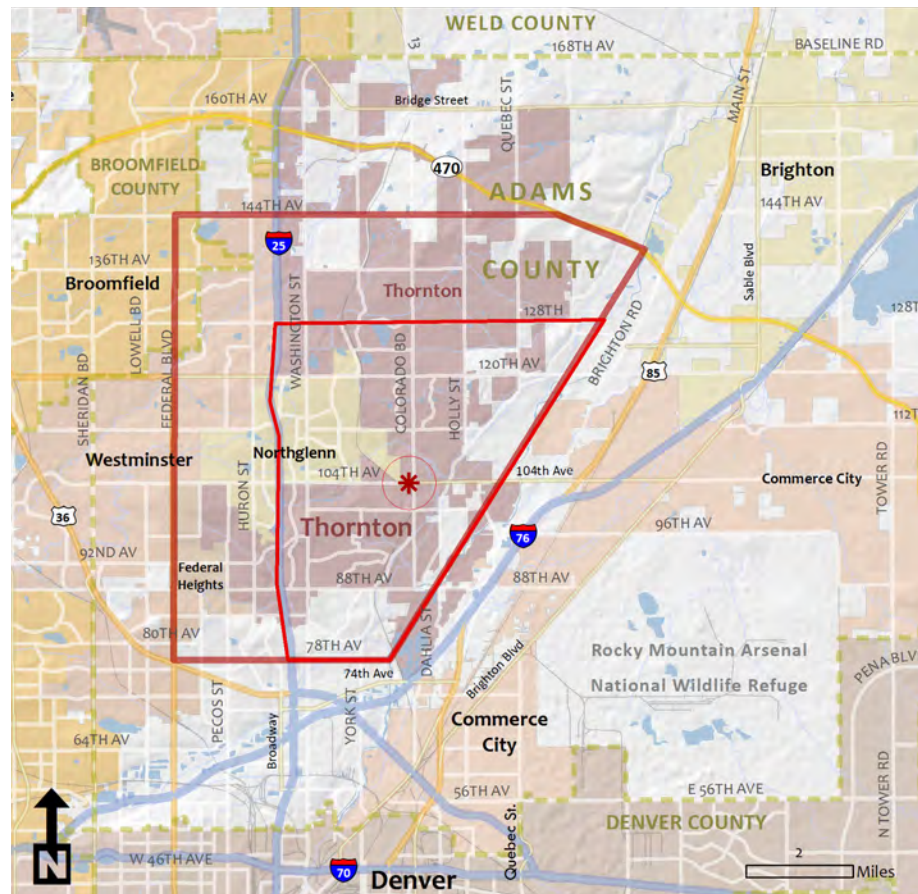 WELD COUNTY
13
168TH AV
BASELINE RD
MAIN ST
QUEBEC ST
160TH AV
Bridge Street
BROOMFIELD
COUNTY
470
ADAMS
Brighton
144TH AV
144TH AV
25
136TH AV
Broomfield
COUNTY
Thornton
Sable Blvd
LOWELL BD
FEDERAL BLVD
SHERIDAN BD
WASHINGTON ST
128TH
128TH
COLORADO BD
HOLLY ST
120TH AV
BRIGHTON RD
85
112T
Westminster
Northglenn
HURON ST
104TH AV
104th Ave
Commerce City
TOWER RD
36
Thornton
76
96TH AV
92ND AV
Federal
Heights
88TH AV
88TH AV
80TH AV
78TH AV
74th Ave
DAHLIA ST
Brighton Blvd
Rocky Mountain Arsenal
National Wildlife Refuge
PENA BLV
PECOS ST
Broadway
YORK ST
Commerce
City
64TH AV
56TH AV
E 56TH AVE
Quebec St.
DENVER COUNTY
N TOWER RD
N
W 46TH AVE
70
Denver
2
Miles